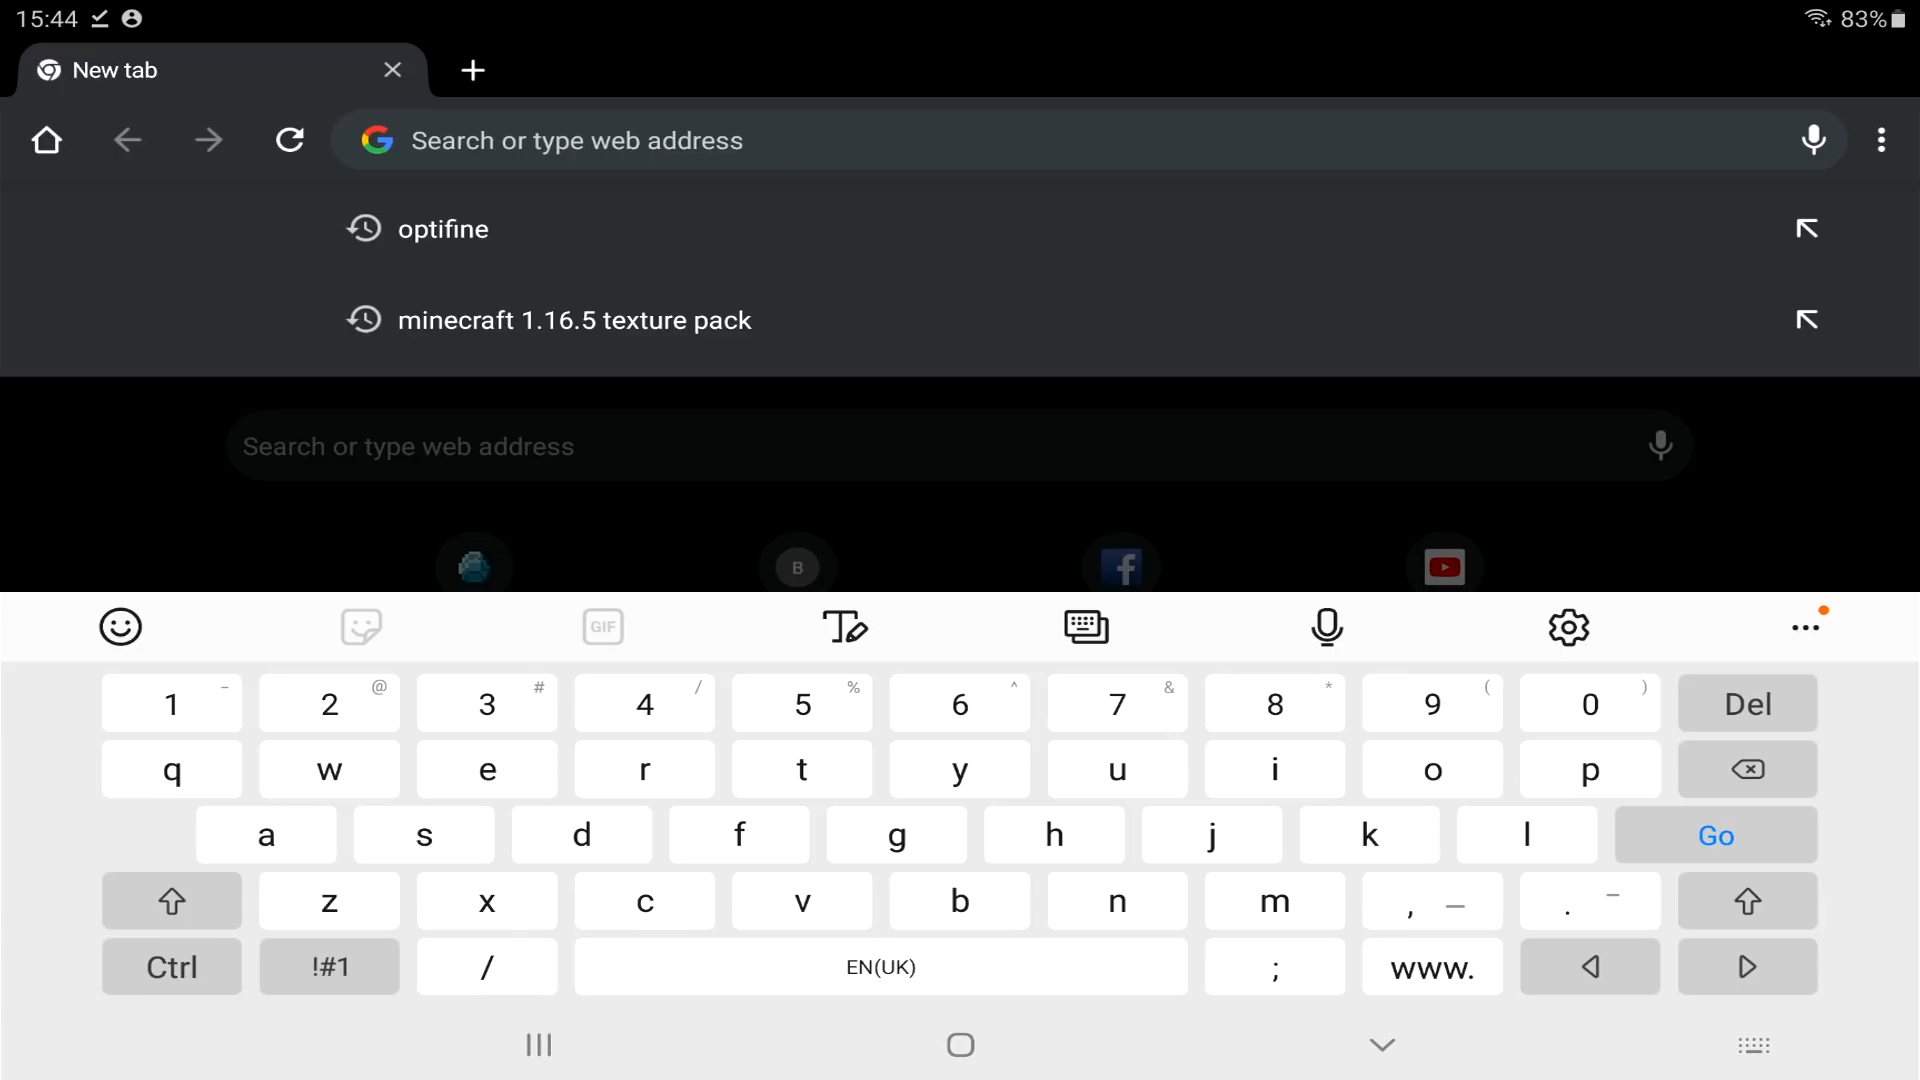 15:44 83%
New tab
Search or type web address
optifine
minecraft 1.16.5 texture pack
Search or type web address
B
GIF
1 - 2 @ 3 # 4 / 5 % 6 ^ 7 & 8 * 9 ( 0 ) Del
q w e r t y u i o p
a s d f g h j k l Go
z x c v b n m , _ . -
Ctrl !#1 / EN(UK) ; www.